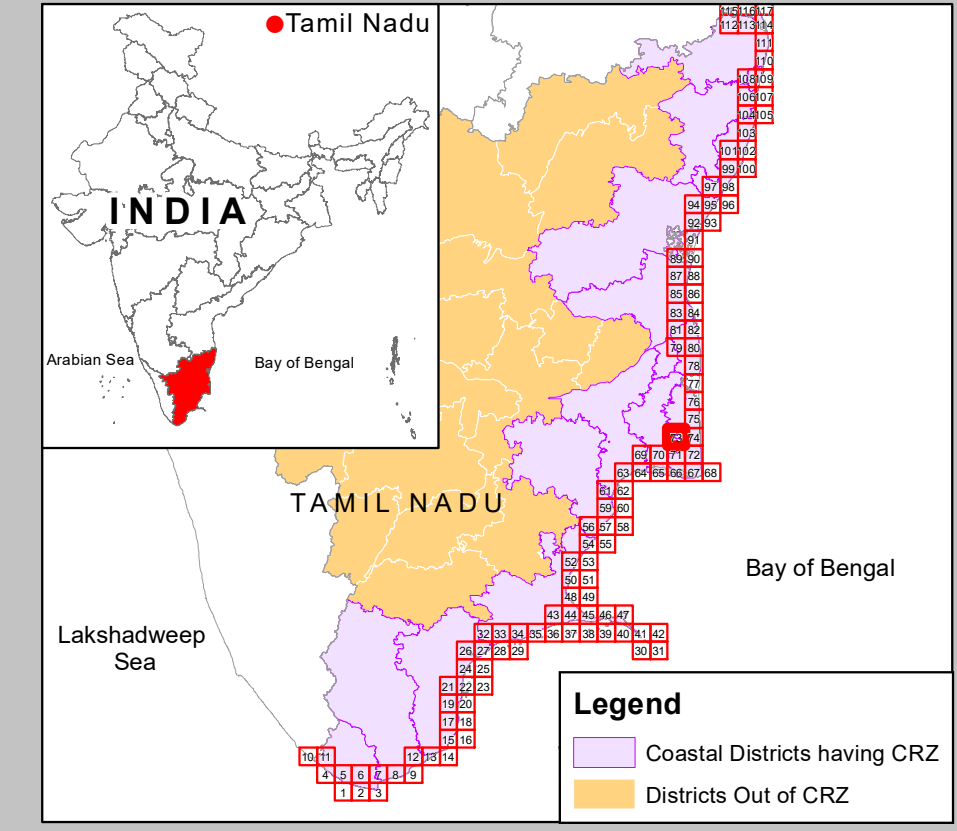 Tamil Nadu
INDIA
Arabian Sea
Bay of Bengal
115 116 117
112 113 114
111
110
108 109
106 107
104 105
103
101 102
99 100
97 98
94 95 96
92 93
91
89 90
87 88
85 86
83 84
81 82
79 80
78
77
76
75
73 74
69 70 71 72
63 64 65 66 67 68
61 62
TAMIL NADU
59 60
56 57 58
54 55
52 53
Bay of Bengal
50 51
48 49
43 44 45 46 47
Lakshadweep
Sea
32 33 34 35 36 37 38 39 40 41 42
26 27 28 29 30 31
24 25
21 22 23
19 20
17 18
15 16
10 11 12 13 14
4 5 6 7 8 9
1 2 3
Legend
Coastal Districts having CRZ
Districts Out of CRZ